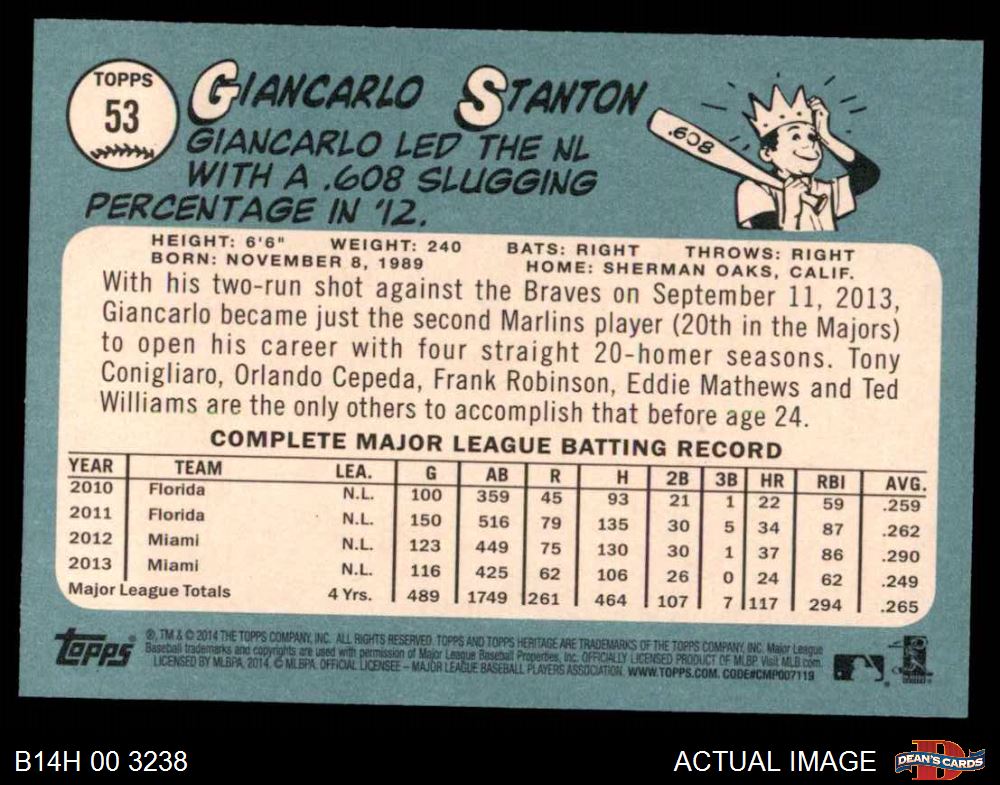 TOPPS
53
GIANCARLO STANTON
GIANCARLO LED THE NL
WITH A .608 SLUGGING
PERCENTAGE IN '12.
.608
HEIGHT: 6'6" WEIGHT: 240 BATS: RIGHT THROWS: RIGHT
BORN: NOVEMBER 8, 1989 HOME: SHERMAN OAKS, CALIF.
With his two-run shot against the Braves on September 11, 2013,
Giancarlo became just the second Marlins player (20th in the Majors)
to open his career with four straight 20-homer seasons. Tony
Conigliaro, Orlando Cepeda, Frank Robinson, Eddie Mathews and Ted
Williams are the only others to accomplish that before age 24.
COMPLETE MAJOR LEAGUE BATTING RECORD
YEAR TEAM LEA. G AB R H 2B 3B HR RBI AVG.
2010 Florida N.L. 100 359 45 93 21 1 22 59 .259
2011 Florida N.L. 150 516 79 135 30 5 34 87 .262
2012 Miami N.L. 123 449 75 130 30 1 37 86 .290
2013 Miami N.L. 116 425 62 106 26 0 24 62 .249
Major League Totals 4 Yrs. 489 1749 261 464 107 7 117 294 .265
topps
®, TM & © 2014 THE TOPPS COMPANY, INC. ALL RIGHTS RESERVED. TOPPS AND TOPPS HERITAGE ARE TRADEMARKS OF THE TOPPS COMPANY, INC. Major League
Baseball trademarks and copyrights are used with permission of Major League Baseball Properties, Inc. OFFICIALLY LICENSED PRODUCT OF MLBP Visit MLB.com
LICENSED BY MLBPA, 2014, © MLBPA. OFFICIAL LICENSEE – MAJOR LEAGUE BASEBALL PLAYERS ASSOCIATION. WWW.TOPPS.COM. CODE#CMP007119
B14H 00 3238
ACTUAL IMAGE
DEAN'S CARDS